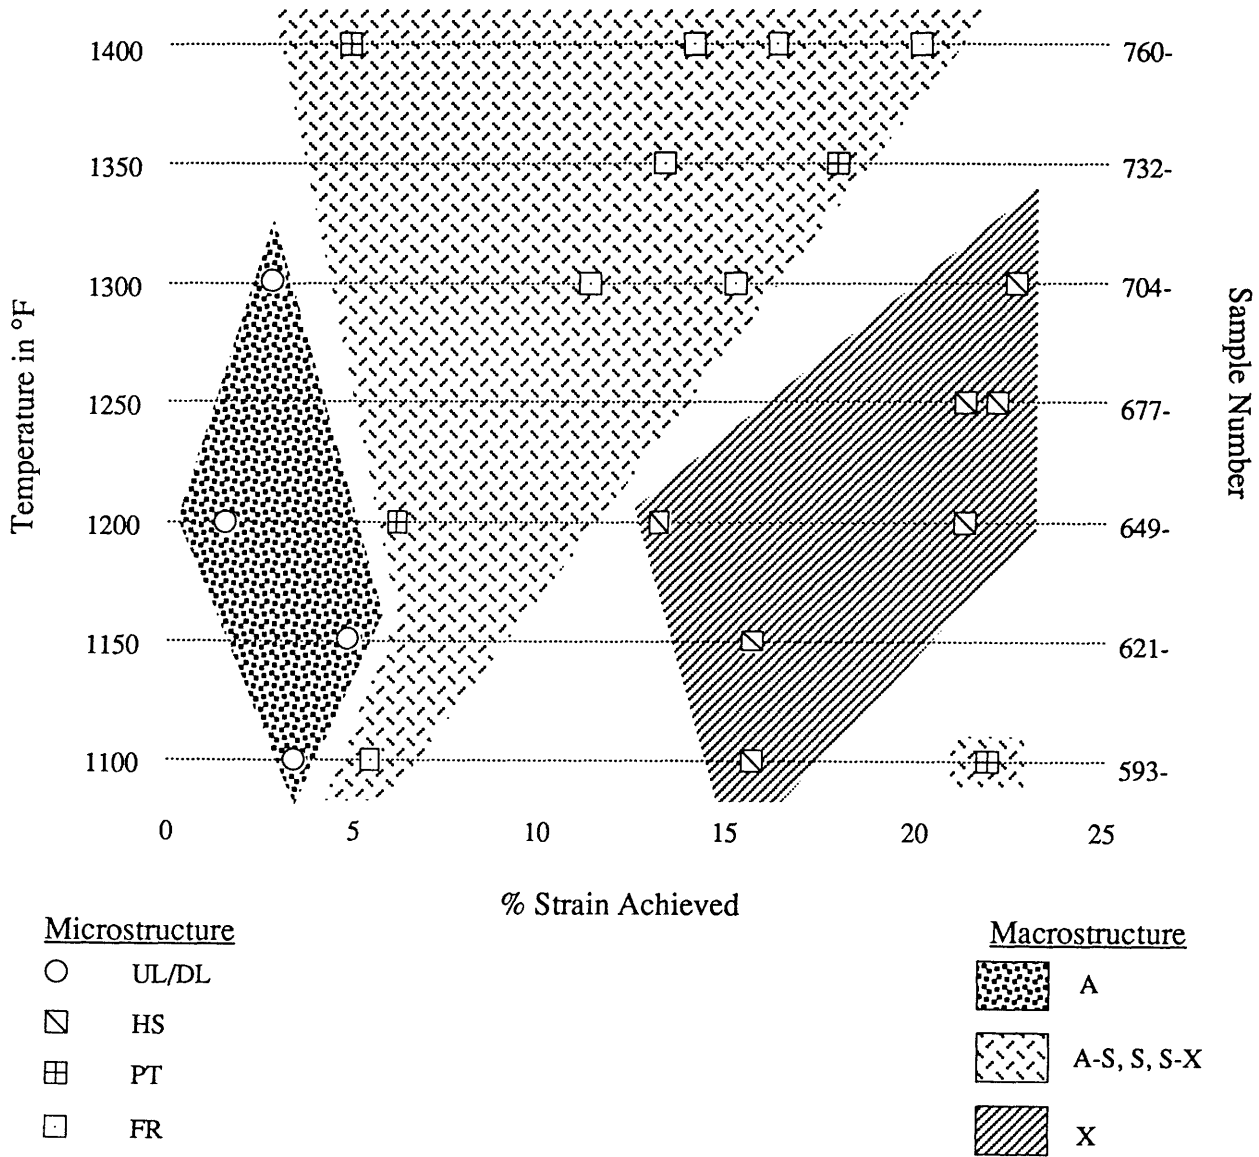 1400 760-
1350 732-
1300 704-
1250 677-
1200 649-
1150 621-
1100 593-
Temperature in °F
Sample Number
0 5 10 15 20 25
% Strain Achieved
Microstructure
UL/DL
HS
PT
FR
Macrostructure
A
A-S, S, S-X
X